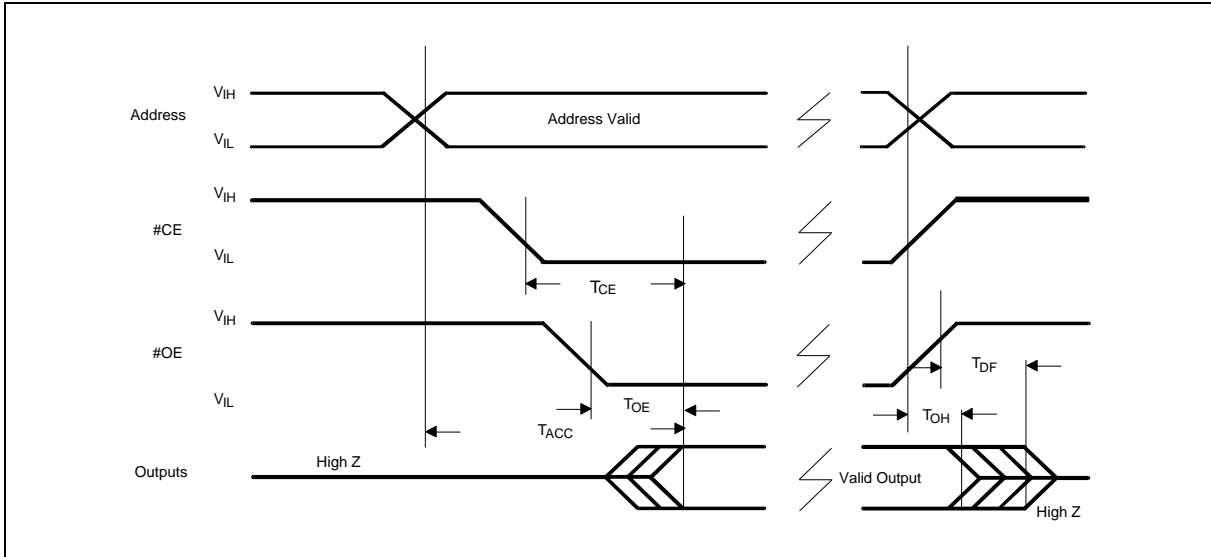 VIH
Address
Address Valid
VIL
VIH
#CE
VIL
TCE
VIH
#OE
TDF
VIL
TOE
TOH
TACC
High Z
Outputs
Valid Output
High Z